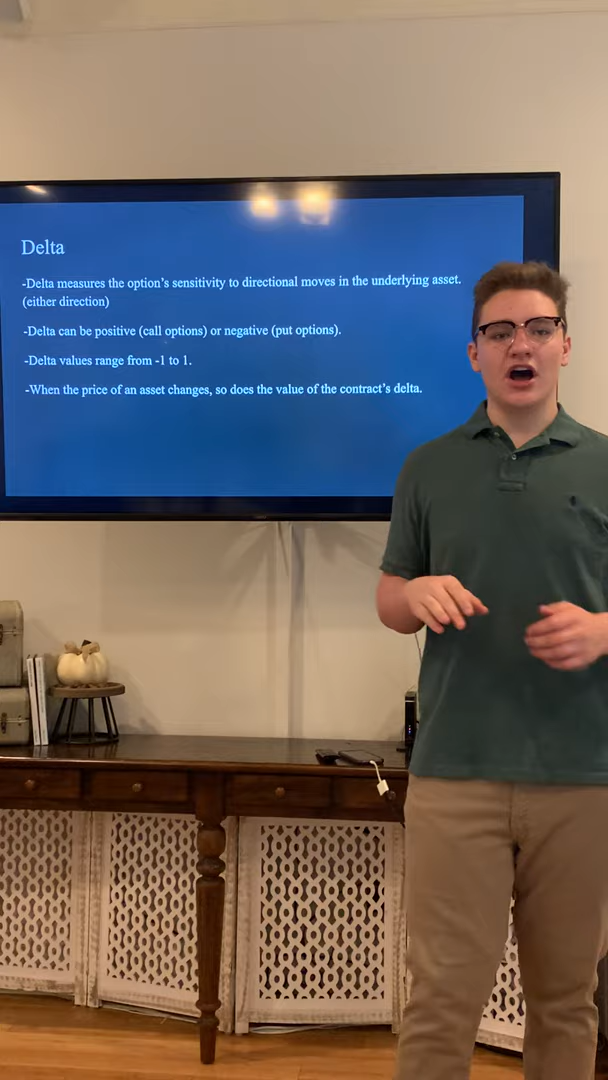 Delta
-Delta measures the option's sensitivity to directional moves in the underlying asset.
(either direction)
-Delta can be positive (call options) or negative (put options).
-Delta values range from -1 to 1.
-When the price of an asset changes, so does the value of the contract's delta.